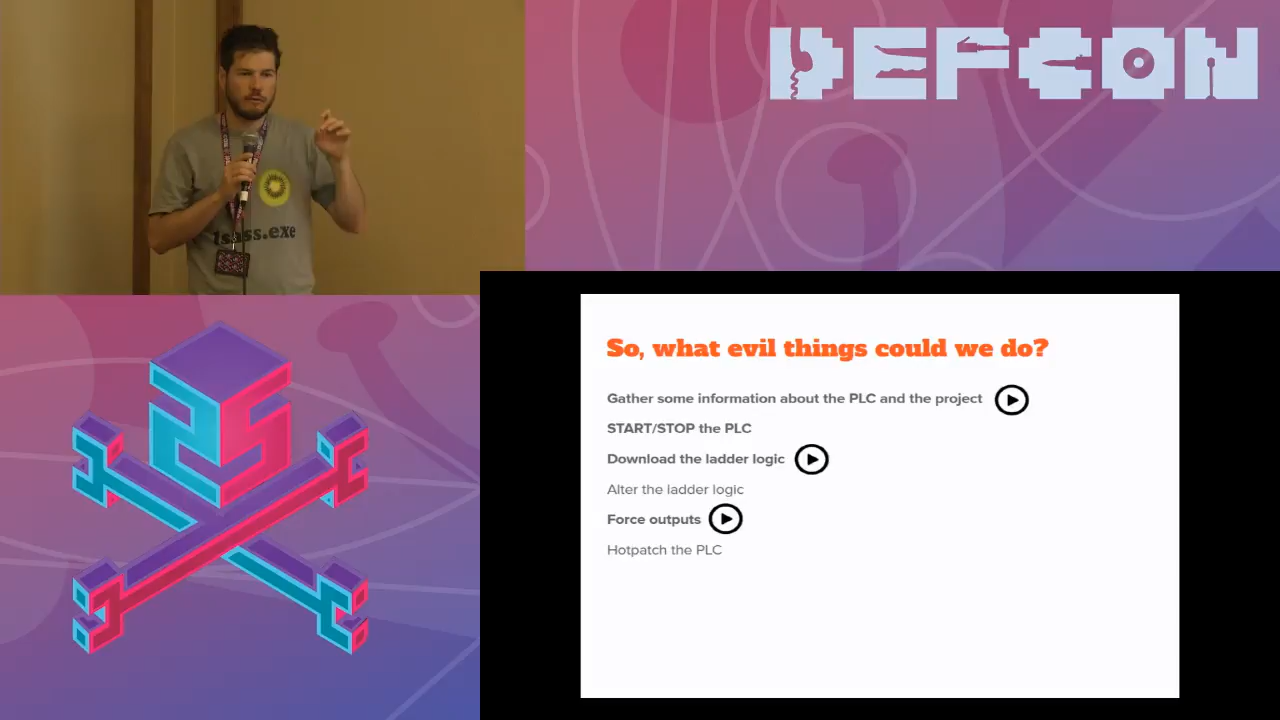 DEFCON
lsass.exe
25
So, what evil things could we do?
Gather some information about the PLC and the project
START/STOP the PLC
Download the ladder logic
Alter the ladder logic
Force outputs
Hotpatch the PLC